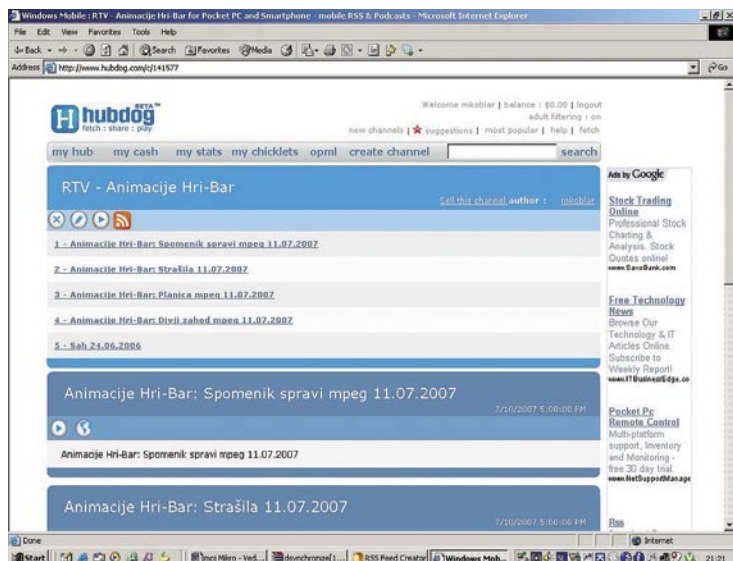 Windows Mobile : RTV - Animacije Hri-Bar for Pocket PC and Smartphone - mobile RSS & Podcasts - Microsoft Internet Explorer
File Edit View Favorites Tools Help
Back Search Favorites Media
Address http://www.hubdog.com/c/141577 Go
hubdog BETA™
fetch : share : play
Welcome mkoblar | balance : $0.00 | logout
adult filtering : on
new channels | suggestions | most popular | help | fetch
my hub my cash my stats my chicklets opml create channel search
RTV - Animacije Hri-Bar
Sell this channel author : mkoblar
1 - Animacije Hri-Bar: Spomenik spravi mpeg 11.07.2007
2 - Animacije Hri-Bar: Strašila 11.07.2007
3 - Animacije Hri-Bar: Planica mpeg 11.07.2007
4 - Animacije Hri-Bar: Divji zahod mpeg 11.07.2007
5 - Sah 24.06.2006
Animacije Hri-Bar: Spomenik spravi mpeg 11.07.2007
7/10/2007 5:00:00 PM
Animacije Hri-Bar: Spomenik spravi mpeg 11.07.2007
Animacije Hri-Bar: Strašila 11.07.2007
7/10/2007 5:00:00 PM
Ads by Google
Stock Trading
Online
Professional Stock
Charting &
Analysis. Stock
Quotes online!
www.SaxoBank.com
Free Technology
News
Browse Our
Technology & IT
Articles Online.
Subscribe to
Weekly Report!
www.ITBusinessEdge.co
Pocket Pc
Remote Control
Multi-platform
support, Inventory
and Monitoring -
free 30 day trial.
www.NetSupportManage
Rss
Done Internet
Start RSS Feed Creator Windows Mob... 21:21